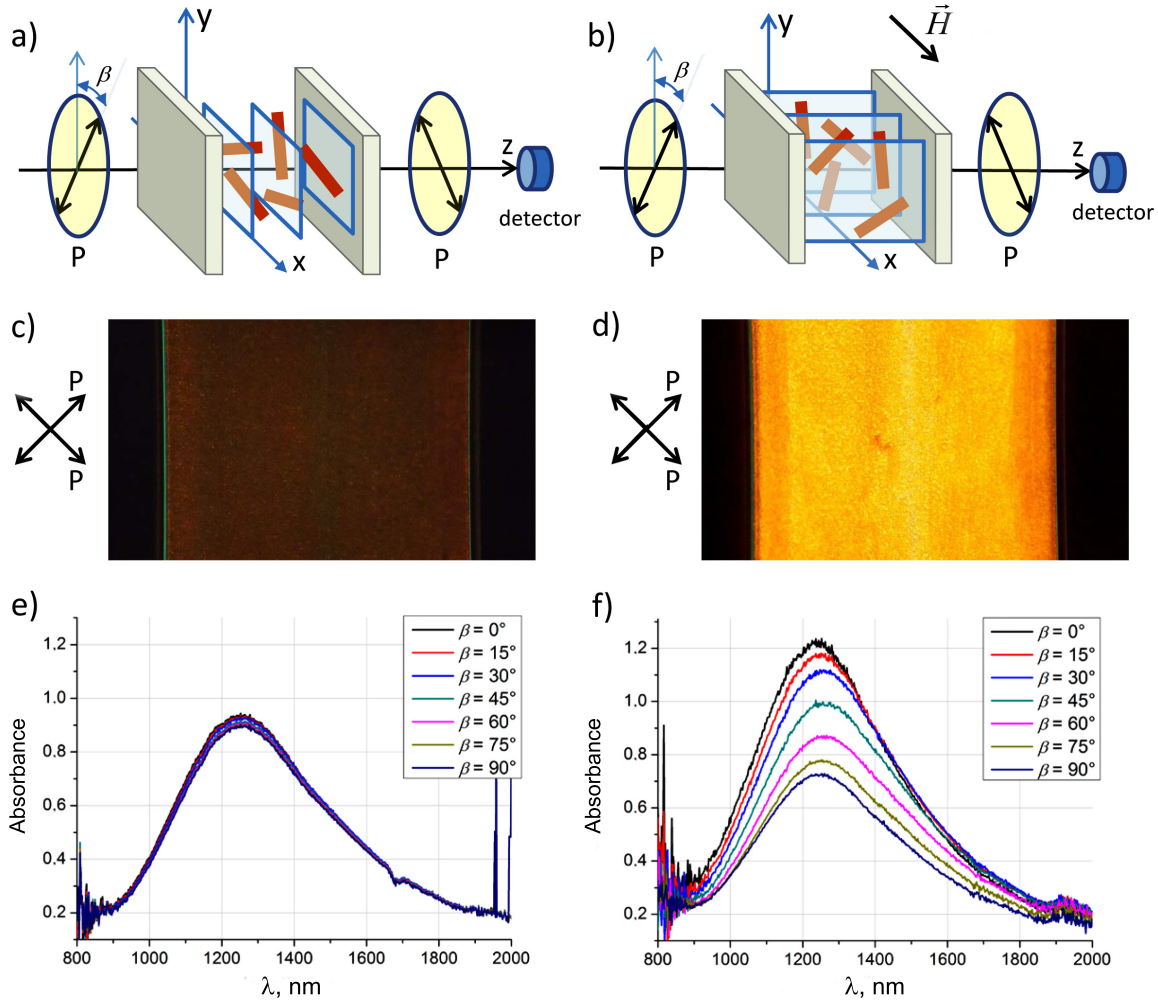 a)
y
β
P
z
detector
P
x
b)
H
y
β
P
z
detector
P
x
c)
P
P
d)
P
P
e)
Absorbance
1.2
1.0
0.8
0.6
0.4
0.2
β = 0°
β = 15°
β = 30°
β = 45°
β = 60°
β = 75°
β = 90°
800 1000 1200 1400 1600 1800 2000
λ, nm
f)
Absorbance
1.2
1.0
0.8
0.6
0.4
0.2
β = 0°
β = 15°
β = 30°
β = 45°
β = 60°
β = 75°
β = 90°
800 1000 1200 1400 1600 1800 2000
λ, nm